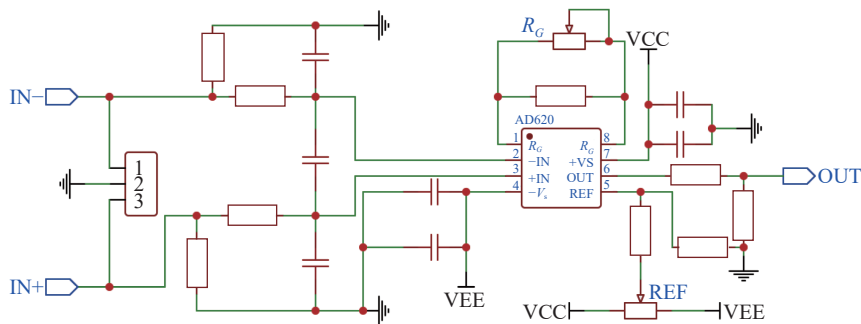 R_G
VCC
IN−
AD620
1 R_G R_G 8
2 −IN +VS 7
3 +IN OUT 6
4 −V_s REF 5
OUT
1
2
3
IN+
VEE
REF
VCC
VEE